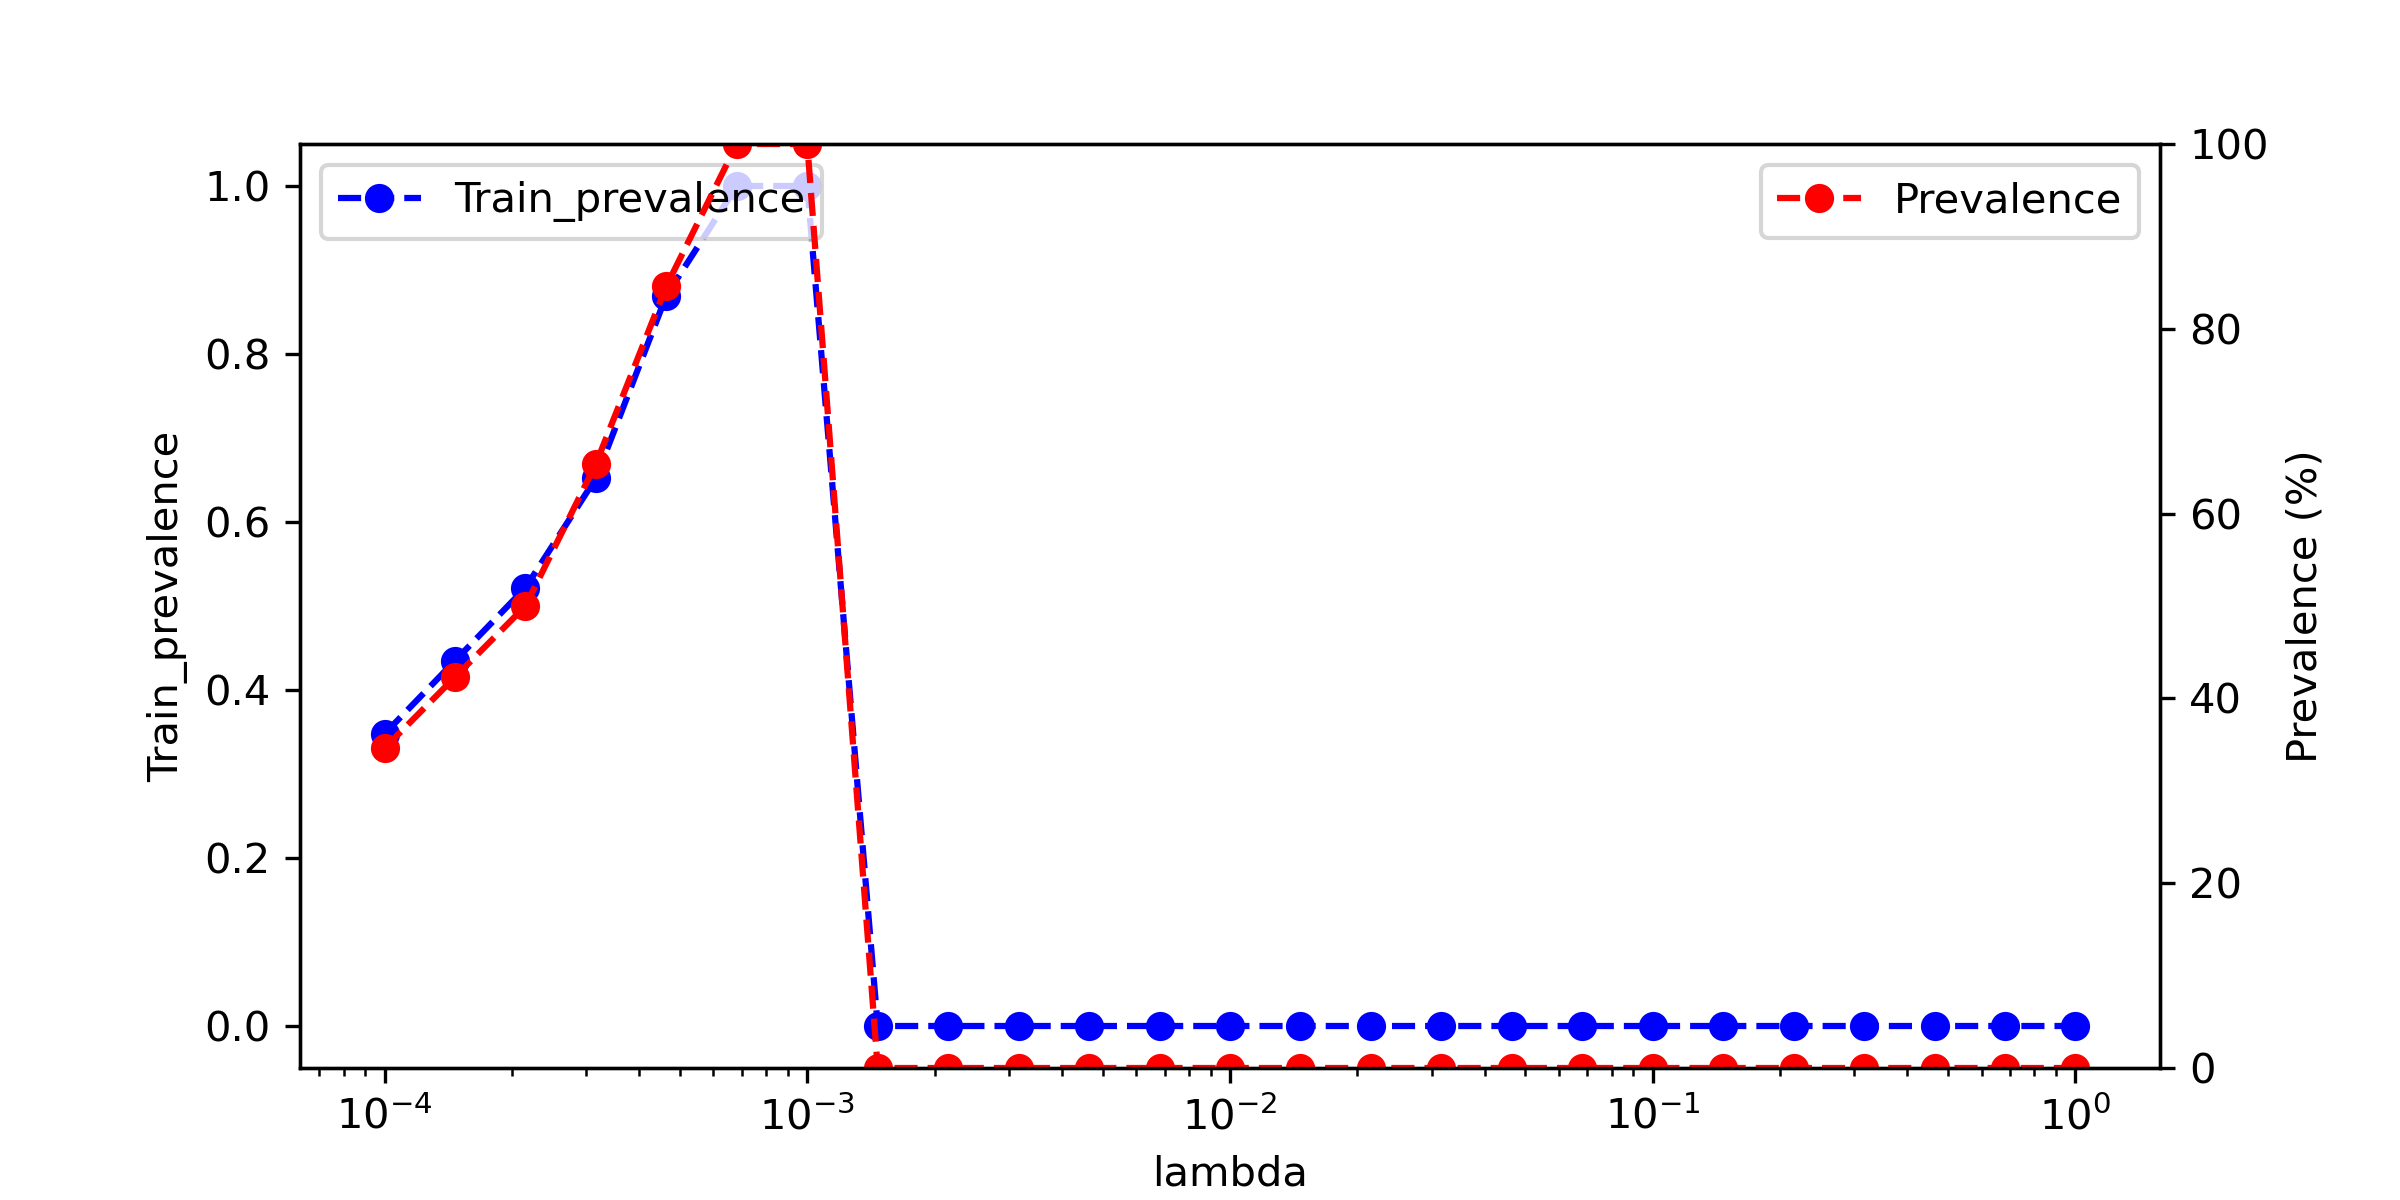 Train_prevalence
Prevalence
1.0
0.8
0.6
0.4
0.2
0.0
Train_prevalence
100
80
60
40
20
0
Prevalence (%)
10⁻⁴ 10⁻³ 10⁻² 10⁻¹ 10⁰
lambda